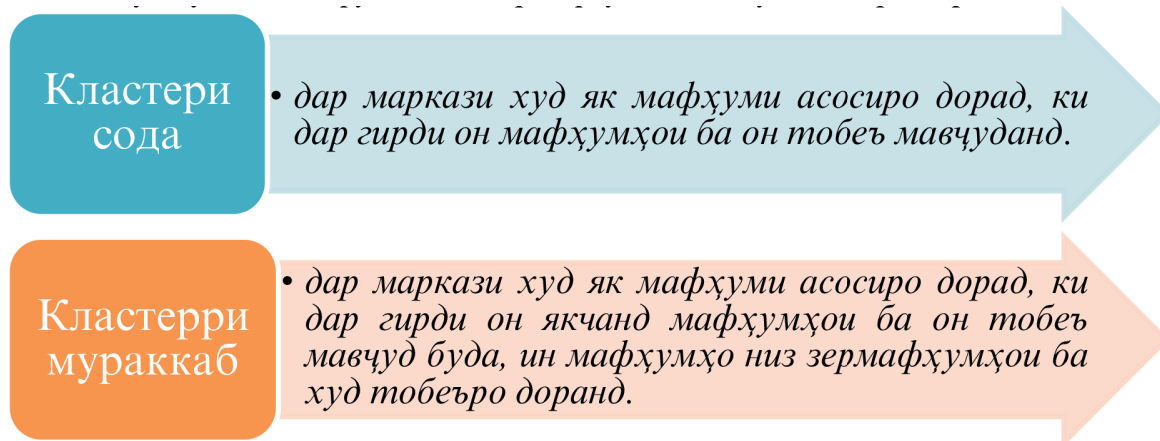 Кластери
сода
• дар маркази худ як мафҳуми асосиро дорад, ки
дар гирди он мафҳумҳои ба он тобеъ мавҷуданд.
Кластерри
мураккаб
• дар маркази худ як мафҳуми асосиро дорад, ки
дар гирди он якчанд мафҳумҳои ба он тобеъ
мавҷуд буда, ин мафҳумҳо низ зермафҳумҳои ба
худ тобеъро доранд.